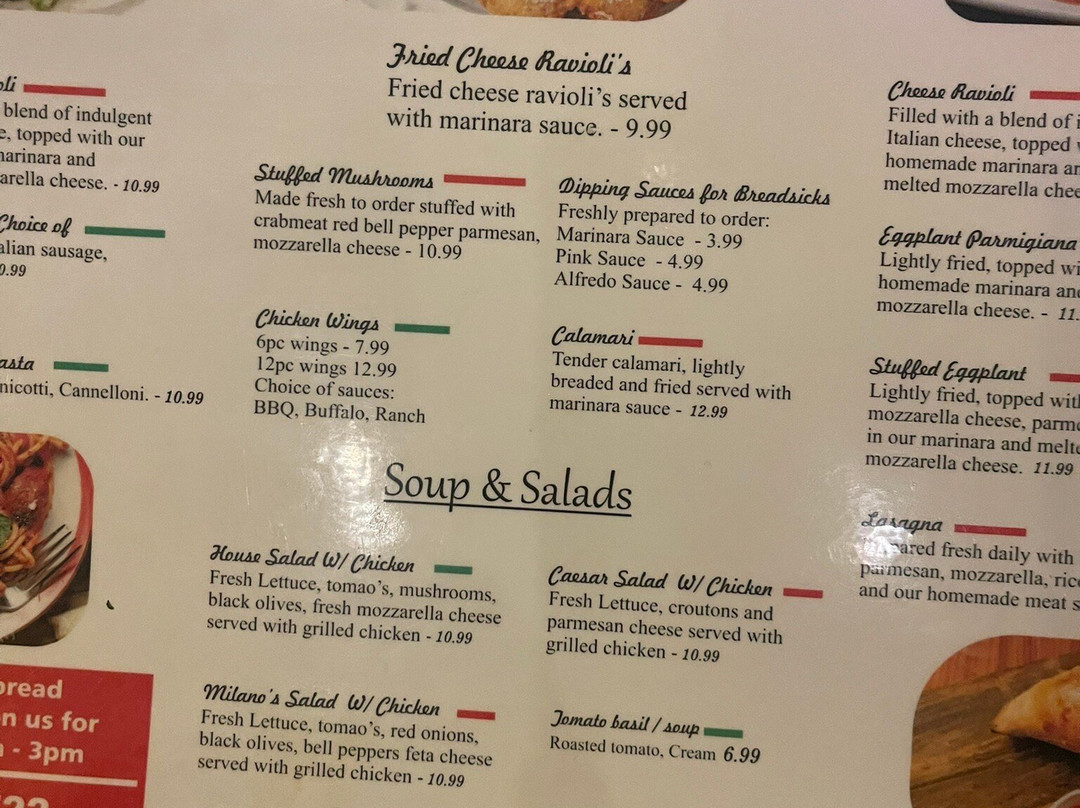 Fried Cheese Ravioli's
Fried cheese ravioli's served
with marinara sauce. - 9.99
blend of indulgent
topped with our
and
cheese. - 10.99
Choice of
sausage,
Cannelloni. - 10.99
Stuffed Mushrooms
Made fresh to order stuffed with
crabmeat red bell pepper parmesan,
mozzarella cheese - 10.99
Chicken Wings
6pc wings - 7.99
12pc wings 12.99
Choice of sauces:
BBQ, Buffalo, Ranch
Dipping Sauces for Breadsicks
Freshly prepared to order:
Marinara Sauce - 3.99
Pink Sauce - 4.99
Alfredo Sauce - 4.99
Calamari
Tender calamari, lightly
breaded and fried served with
marinara sauce - 12.99
Soup & Salads
House Salad W/ Chicken
Fresh Lettuce, tomao's, mushrooms,
black olives, fresh mozzarella cheese
served with grilled chicken - 10.99
Milano's Salad W/ Chicken
Fresh Lettuce, tomao's, red onions,
black olives, bell peppers feta cheese
served with grilled chicken - 10.99
Caesar Salad W/ Chicken
Fresh Lettuce, croutons and
parmesan cheese served with
grilled chicken - 10.99
Tomato basil / soup
Roasted tomato, Cream 6.99
Cheese Ravioli
Filled with a blend of
Italian cheese, topped
homemade marinara
melted mozzarella
Eggplant Parmigiana
Lightly fried, topped
homemade marinara
mozzarella cheese. - 11.
Stuffed Eggplant
Lightly fried, topped
mozzarella cheese,
in our marinara and
mozzarella cheese. 11.99
Lasagna
fresh daily with
parmesan, mozzarella,
and our homemade meat
us for
- 3pm